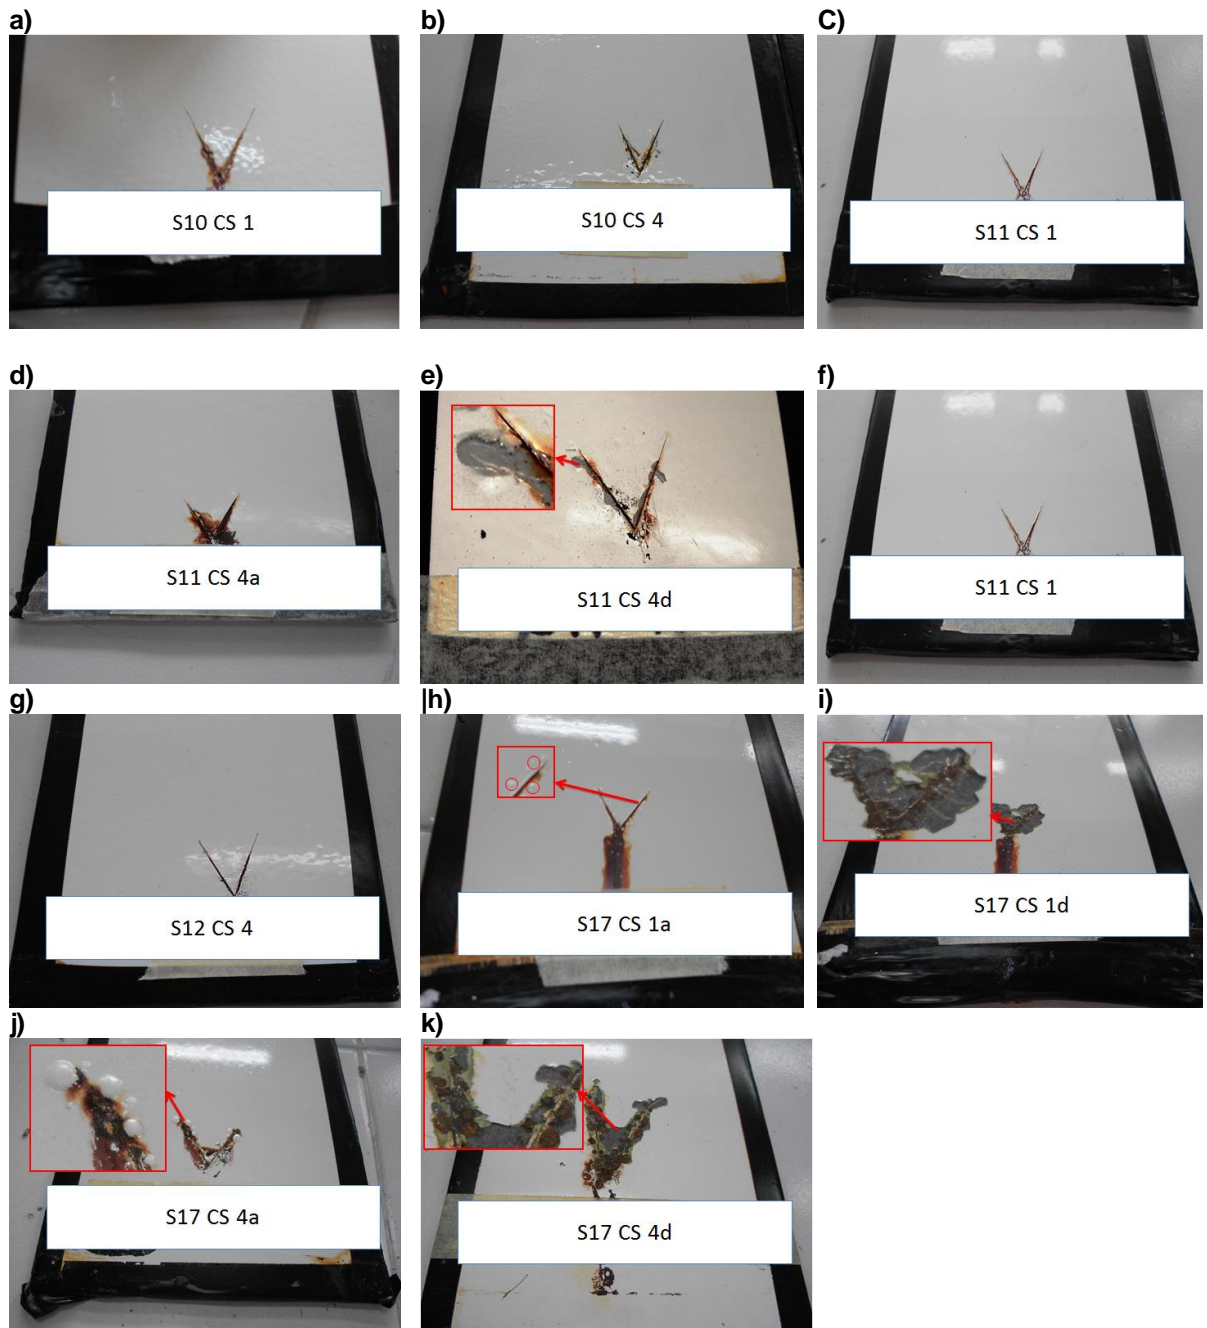 a)
b)
C)
S10 CS 1
S10 CS 4
S11 CS 1
d)
e)
f)
S11 CS 4a
S11 CS 4d
S11 CS 1
g)
|h)
i)
S12 CS 4
S17 CS 1a
S17 CS 1d
j)
k)
S17 CS 4a
S17 CS 4d